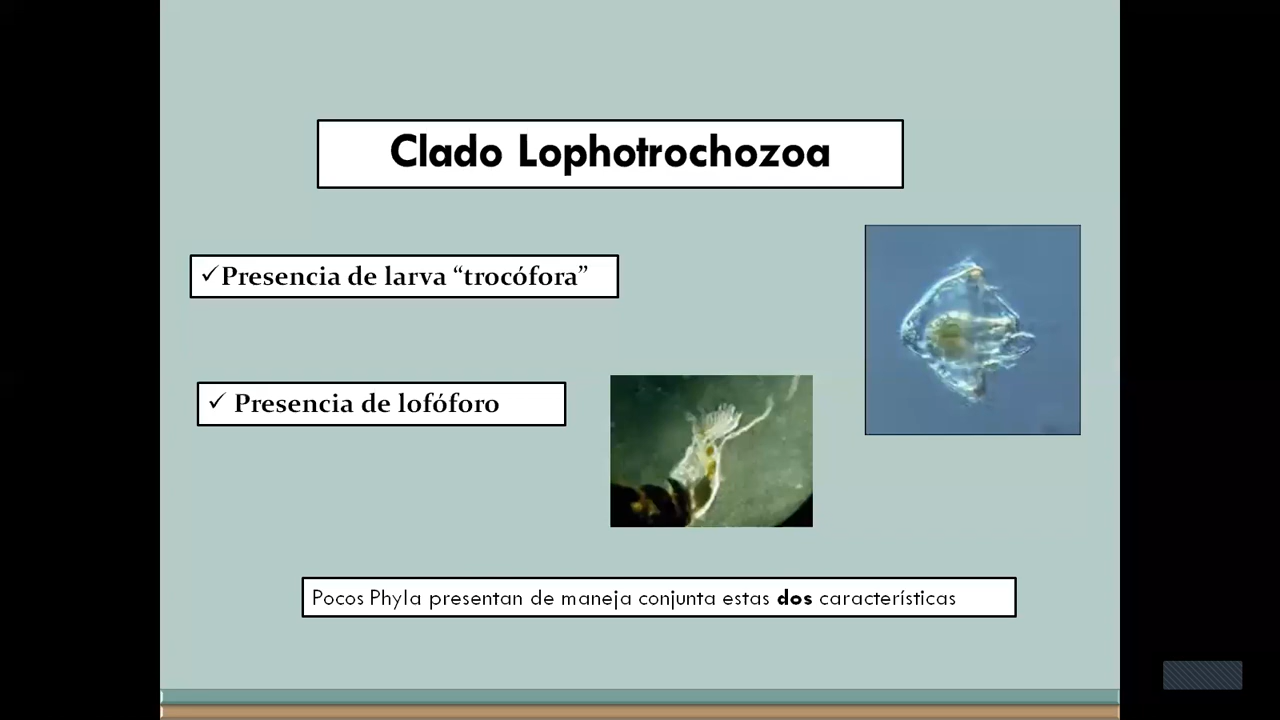 Clado Lophotrochozoa
✓Presencia de larva “trocófora”
✓ Presencia de lofóforo
Pocos Phyla presentan de maneja conjunta estas dos características